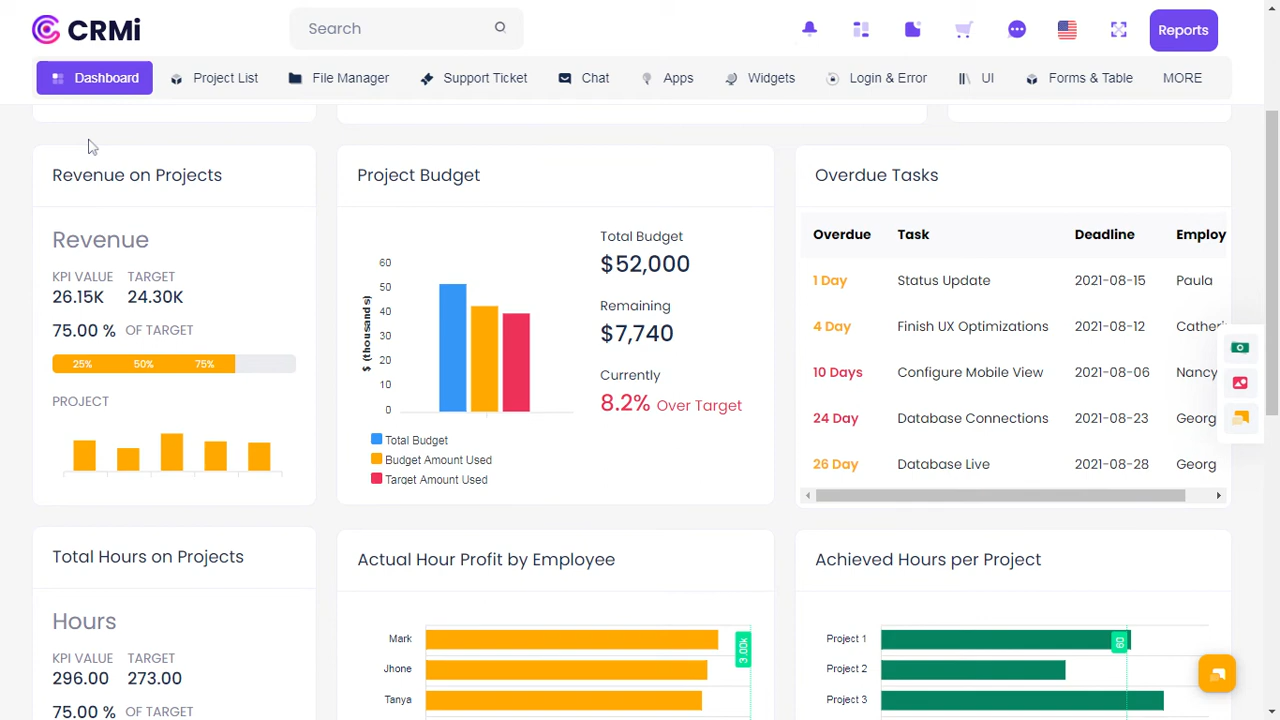 CRMi
Search
Reports
Dashboard
Project List
File Manager
Support Ticket
Chat
Apps
Widgets
Login & Error
UI
Forms & Table
MORE
Revenue on Projects
Revenue
KPI VALUE TARGET
26.15K 24.30K
75.00 % OF TARGET
25% 50% 75%
PROJECT
Project Budget
$ (thousands)
60
50
40
30
20
10
0
Total Budget
Budget Amount Used
Target Amount Used
Total Budget
$52,000
Remaining
$7,740
Currently
8.2% Over Target
Overdue Tasks
Overdue Task Deadline Employ
1 Day Status Update 2021-08-15 Paula
4 Day Finish UX Optimizations 2021-08-12 Catheri
10 Days Configure Mobile View 2021-08-06 Nancy
24 Day Database Connections 2021-08-23 Georg
26 Day Database Live 2021-08-28 Georg
Total Hours on Projects
Hours
KPI VALUE TARGET
296.00 273.00
75.00 % OF TARGET
Actual Hour Profit by Employee
Mark
Jhone
Tanya
3.00k
Achieved Hours per Project
Project 1
Project 2
Project 3
60